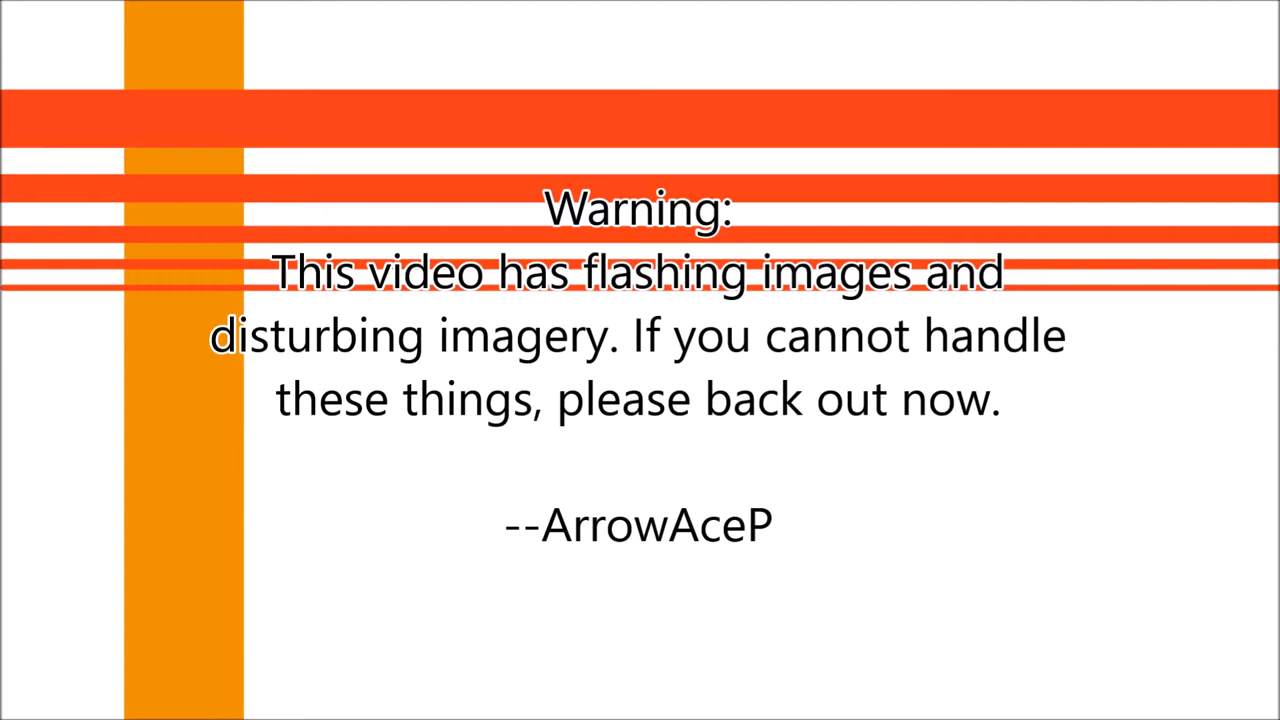 Warning:
This video has flashing images and
disturbing imagery. If you cannot handle
these things, please back out now.
--ArrowAceP